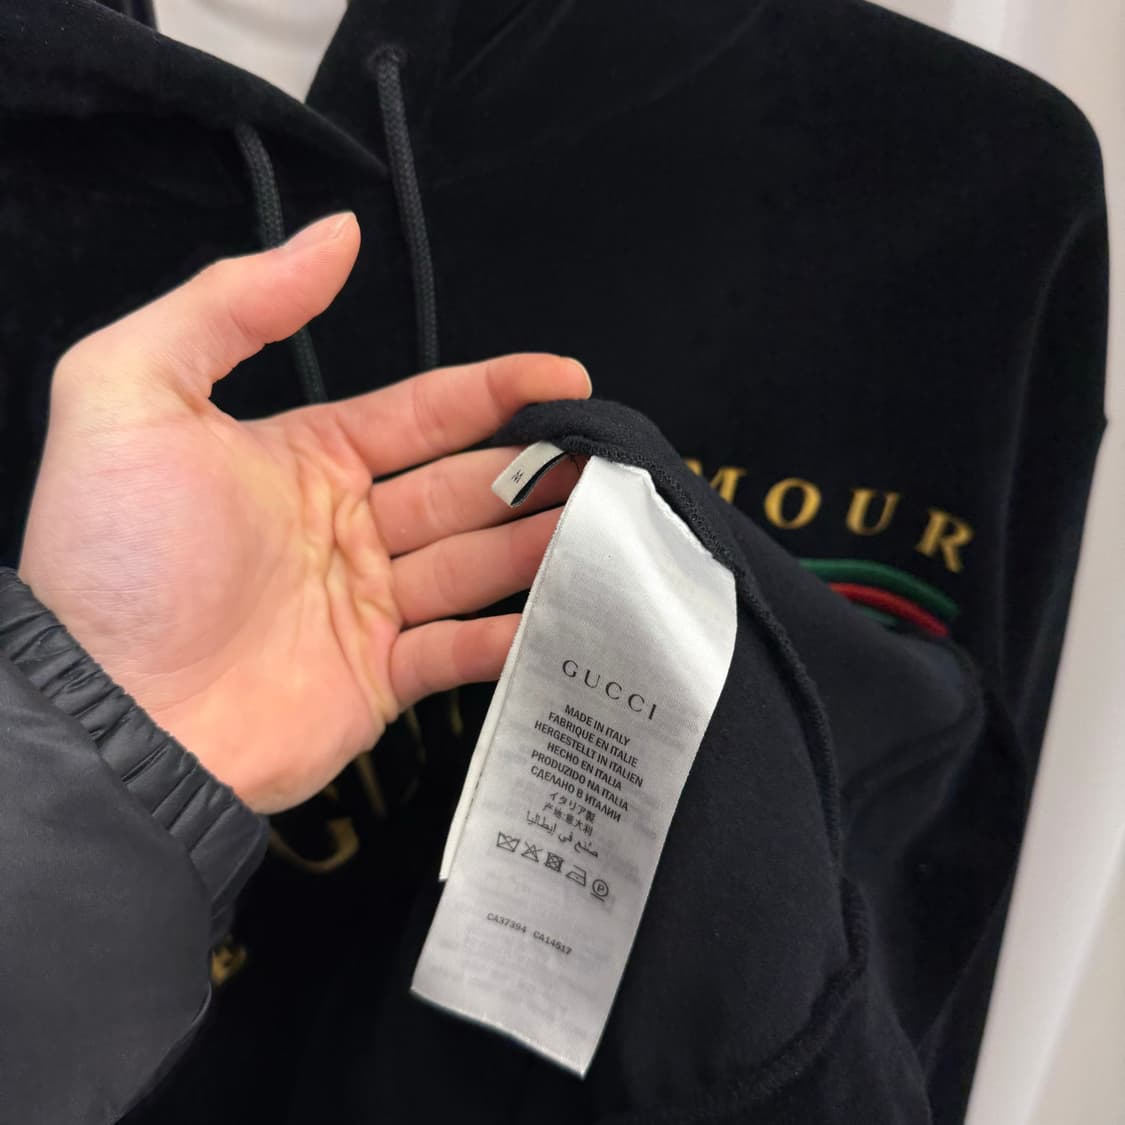 MOUR
M
GUCCI
MADE IN ITALY
FABRIQUE EN ITALIE
HERGESTELLT IN ITALIEN
HECHO EN ITALIA
PRODUZIDO NA ITALIA
СДЕЛАНО В ИТАЛИИ
イタリア製
产地:意大利
صنع في إيطاليا
P
CA37394 CA14517